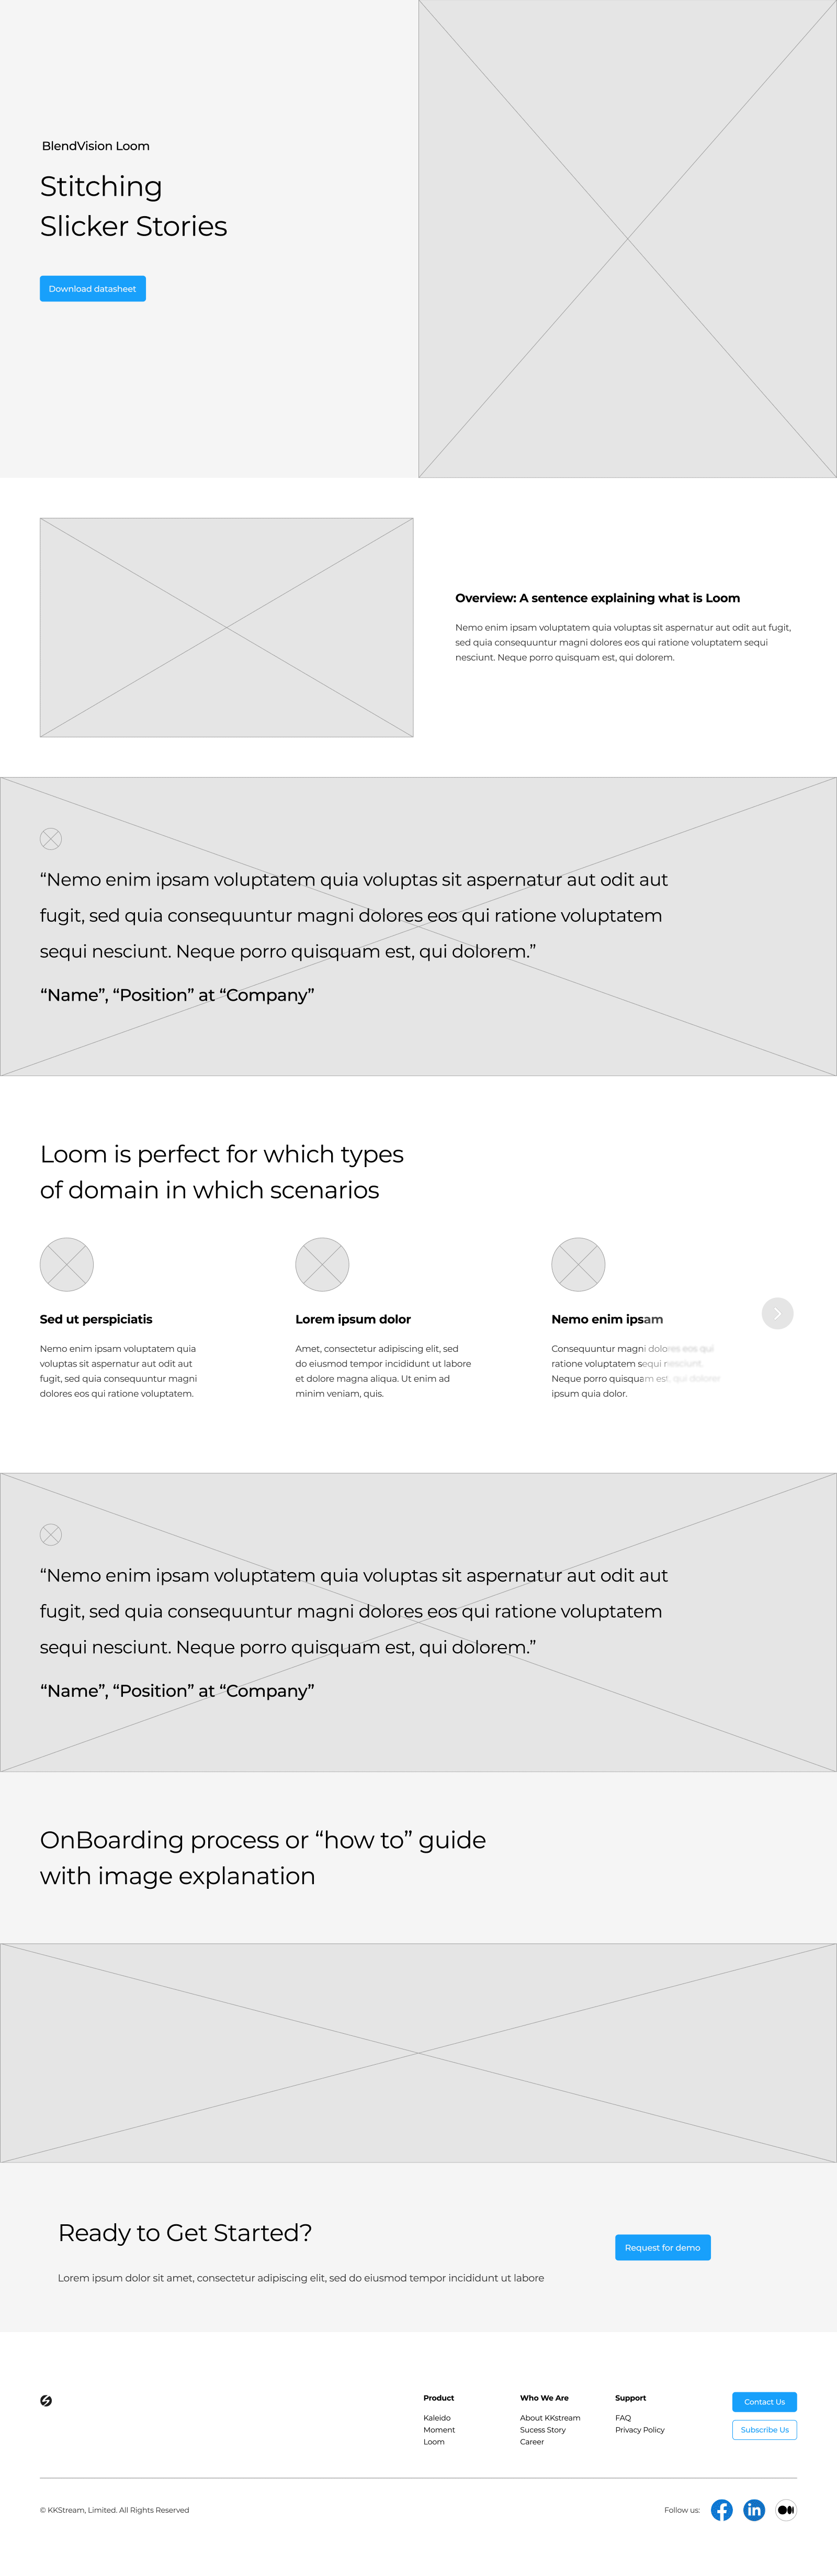 BlendVision Loom
Stitching
Slicker Stories
Download datasheet
Overview: A sentence explaining what is Loom
Nemo enim ipsam voluptatem quia voluptas sit aspernatur aut odit aut fugit,
sed quia consequuntur magni dolores eos qui ratione voluptatem sequi
nesciunt. Neque porro quisquam est, qui dolorem.
“Nemo enim ipsam voluptatem quia voluptas sit aspernatur aut odit aut
fugit, sed quia consequuntur magni dolores eos qui ratione voluptatem
sequi nesciunt. Neque porro quisquam est, qui dolorem.”
“Name”, “Position” at “Company”
Loom is perfect for which types
of domain in which scenarios
Sed ut perspiciatis
Nemo enim ipsam voluptatem quia
voluptas sit aspernatur aut odit aut
fugit, sed quia consequuntur magni
dolores eos qui ratione voluptatem.
Lorem ipsum dolor
Amet, consectetur adipiscing elit, sed
do eiusmod tempor incididunt ut labore
et dolore magna aliqua. Ut enim ad
minim veniam, quis.
Nemo enim ipsam
Consequuntur magni dolores eos qui
ratione voluptatem sequi nesciunt.
Neque porro quisquam est, qui dolorem
ipsum quia dolor.
“Nemo enim ipsam voluptatem quia voluptas sit aspernatur aut odit aut
fugit, sed quia consequuntur magni dolores eos qui ratione voluptatem
sequi nesciunt. Neque porro quisquam est, qui dolorem.”
“Name”, “Position” at “Company”
OnBoarding process or “how to” guide
with image explanation
Ready to Get Started?
Lorem ipsum dolor sit amet, consectetur adipiscing elit, sed do eiusmod tempor incididunt ut labore
Request for demo
Product
Kaleido
Moment
Loom
Who We Are
About KKstream
Sucess Story
Career
Support
FAQ
Privacy Policy
Contact Us
Subscribe Us
© KKStream, Limited. All Rights Reserved
Follow us: